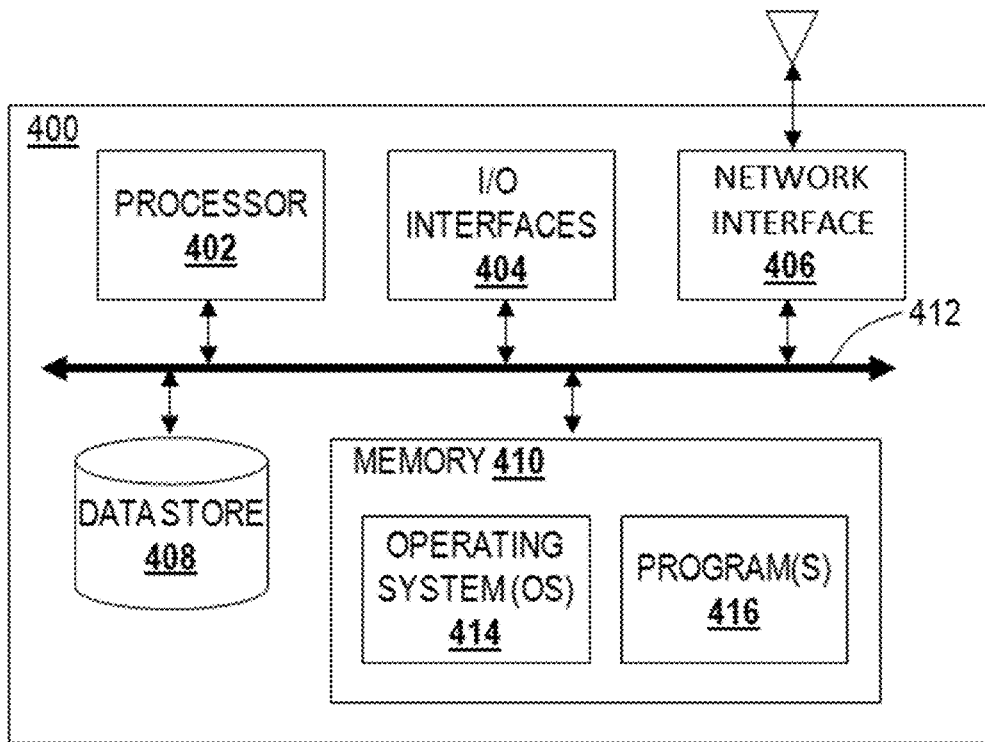 400
PROCESSOR
402
I/O
INTERFACES
404
NETWORK
INTERFACE
406
412
DATA STORE
408
MEMORY 410
OPERATING
SYSTEM (OS)
414
PROGRAM(S)
416